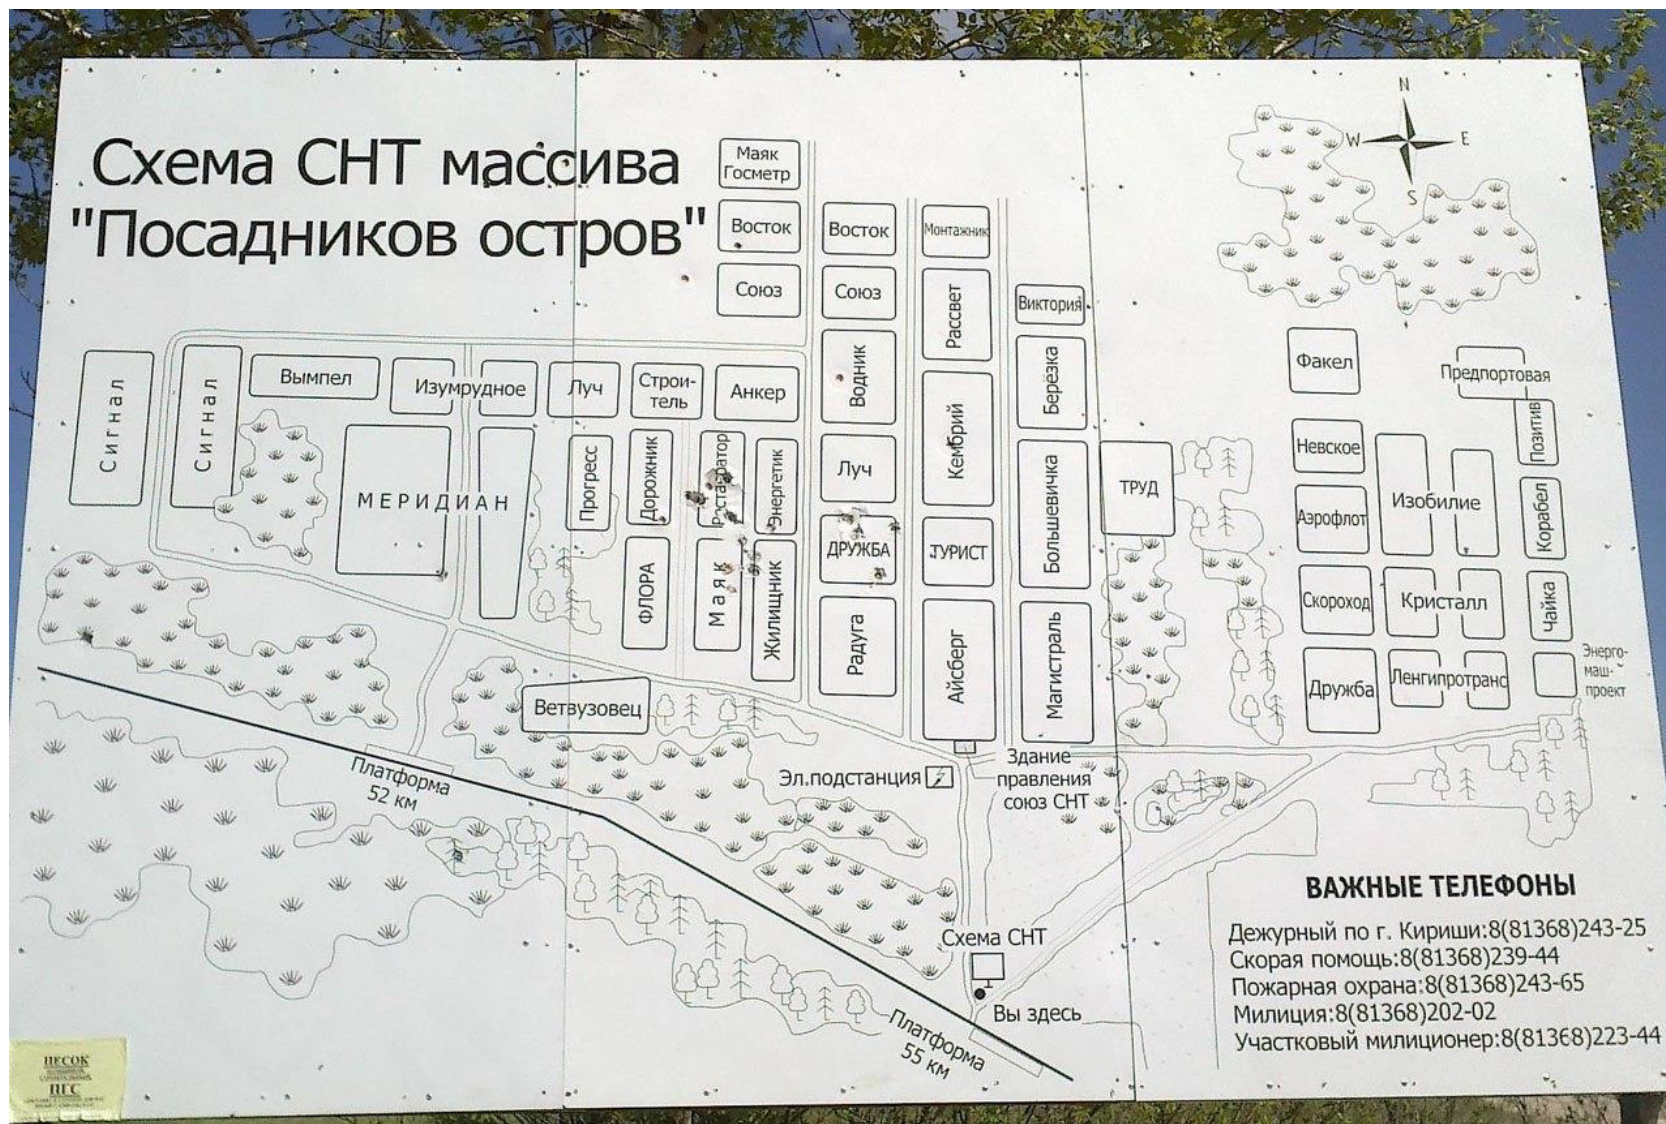 Схема СНТ массива
"Посадников остров"
N
W
E
S
Маяк
Госметр
Восток
Восток
Монтажник
Союз
Союз
Рассвет
Виктория
Водник
Берёзка
Факел
Предпортовая
Сигнал
Сигнал
Вымпел
Изумрудное
Луч
Строи-
тель
Анкер
Кембрий
Позитив
МЕРИДИАН
Прогресс
Дорожник
Реставратор
Энергетик
Луч
Большевичка
ТРУД
Невское
Изобилие
Аэрофлот
Корабел
ФЛОРА
Маяк
Жилищник
ДРУЖБА
ТУРИСТ
Скороход
Кристалл
Чайка
Радуга
Айсберг
Магистраль
Дружба
Ленгипротранс
Энерго-
маш-
проект
Ветвузовец
Платформа
52 км
Эл.подстанция
Здание
правления
союз СНТ
Схема СНТ
Вы здесь
Платформа
55 км
ВАЖНЫЕ ТЕЛЕФОНЫ
Дежурный по г. Кириши:8(81368)243-25
Скорая помощь:8(81368)239-44
Пожарная охрана:8(81368)243-65
Милиция:8(81368)202-02
Участковый милиционер:8(81368)223-44
ПЕСОК
ПГС